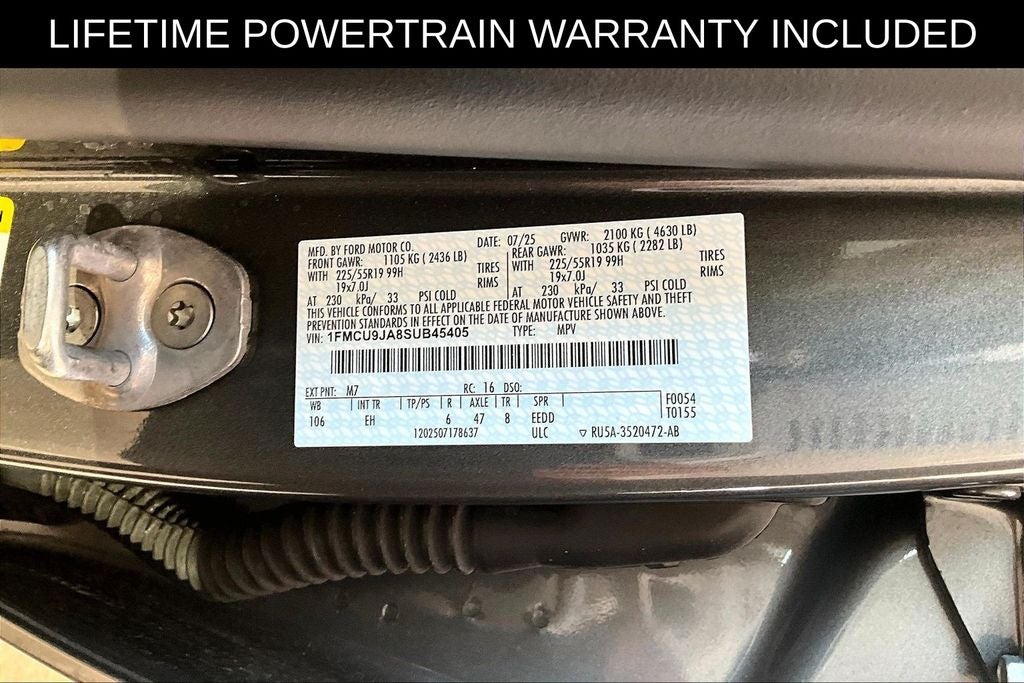 LIFETIME POWERTRAIN WARRANTY INCLUDED
MFD. BY FORD MOTOR CO. DATE: 07/25 GVWR: 2100 KG ( 4630 LB)
FRONT GAWR: 1105 KG ( 2436 LB) REAR GAWR: 1035 KG ( 2282 LB)
WITH 225/55R19 99H TIRES WITH 225/55R19 99H TIRES
19x7.0J RIMS 19x7.0J RIMS
AT 230 kPa/ 33 PSI COLD AT 230 kPa/ 33 PSI COLD
THIS VEHICLE CONFORMS TO ALL APPLICABLE FEDERAL MOTOR VEHICLE SAFETY AND THEFT
PREVENTION STANDARDS IN EFFECT ON THE DATE OF MANUFACTURE SHOWN ABOVE.
VIN: 1FMCU9JA8SUB45405 TYPE: MPV
EXT PNT: M7 RC: 16 DSO:
WB INT TR TP/PS R AXLE TR SPR F0054
106 EH 6 47 8 EEDD T0155
1202507178637 ULC ▽ RU5A-3520472-AB